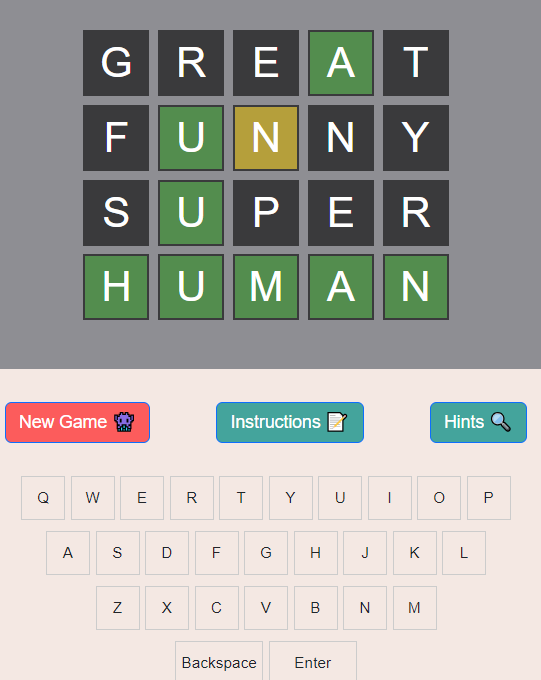 G R E A T
F U N N Y
S U P E R
H U M A N
New Game Instructions Hints
Q W E R T Y U I O P
A S D F G H J K L
Z X C V B N M
Backspace Enter